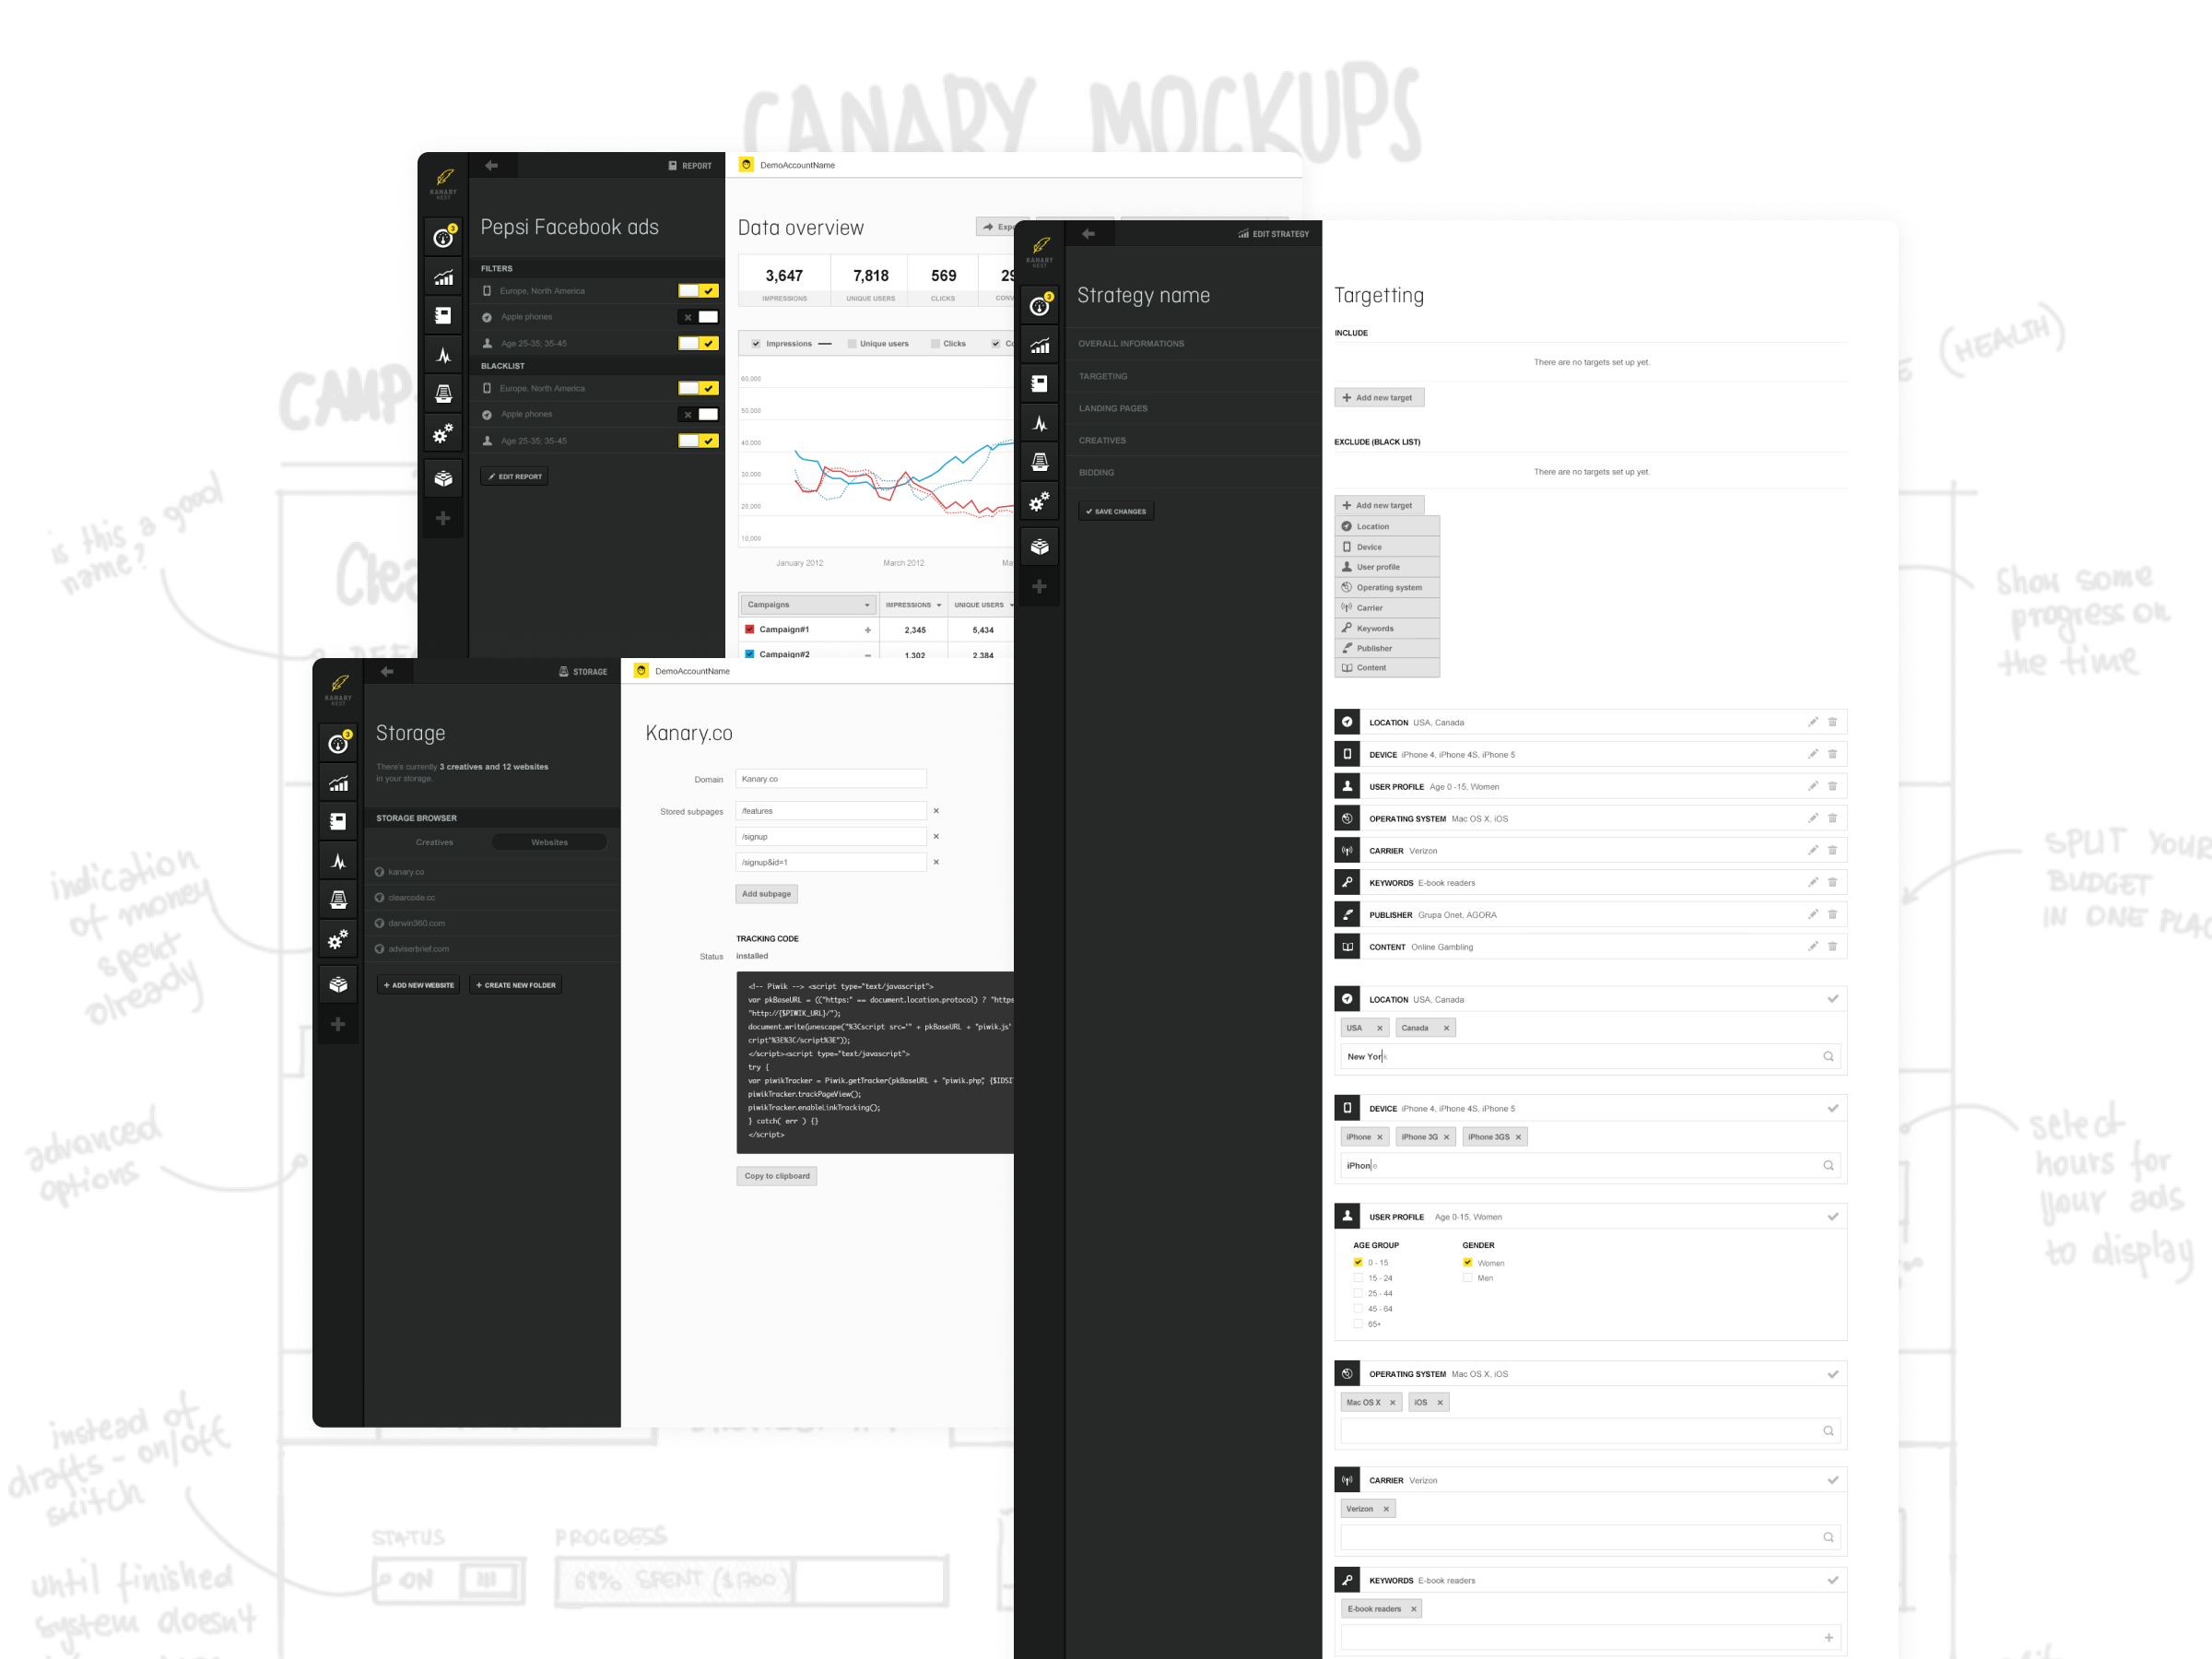 CANARY MOCKUPS
KANARY
NEST
3
REPORT
Pepsi Facebook ads
FILTERS
Europe, North America
Apple phones
Age 25-35; 35-45
BLACKLIST
Europe, North America
Apple phones
Age 25-35; 35-45
EDIT REPORT
DemoAccountName
Data overview
3,647
IMPRESSIONS
7,818
UNIQUE USERS
569
CLICKS
Impressions
Unique users
Clicks
60,000
50,000
40,000
30,000
20,000
10,000
January 2012
March 2012
Campaigns
IMPRESSIONS
UNIQUE USERS
Campaign#1
2,345
5,434
Campaign#2
1,302
2,384
KANARY
NEST
3
STORAGE
Storage
There's currently 3 creatives and 12 websites
in your storage.
STORAGE BROWSER
Creatives
Websites
kanary.co
clearcode.cc
darwin360.com
adviserbrief.com
+ ADD NEW WEBSITE
+ CREATE NEW FOLDER
DemoAccountName
Kanary.co
Domain
Kanary.co
Stored subpages
/features
/signup
/signup&id=1
Add subpage
TRACKING CODE
Status
installed
<!-- Piwik --> <script type="text/javascript">
var pkBaseURL = (("https:" == document.location.protocol) ? "https
"http://{$PIWIK_URL}/");
document.write(unescape("%3Cscript src='" + pkBaseURL + "piwik.js'
cript"%3E%3C/script%3E"));
</script><script type="text/javascript">
try {
var piwikTracker = Piwik.getTracker(pkBaseURL + "piwik.php", {$IDSI
piwikTracker.trackPageView();
piwikTracker.enableLinkTracking();
} catch( err ) {}
</script>
Copy to clipboard
KANARY
NEST
3
EDIT STRATEGY
Strategy name
OVERALL INFORMATIONS
TARGETING
LANDING PAGES
CREATIVES
BIDDING
SAVE CHANGES
Targetting
INCLUDE
There are no targets set up yet.
+ Add new target
EXCLUDE (BLACK LIST)
There are no targets set up yet.
+ Add new target
Location
Device
User profile
Operating system
Carrier
Keywords
Publisher
Content
LOCATION USA, Canada
DEVICE iPhone 4, iPhone 4S, iPhone 5
USER PROFILE Age 0 -15, Women
OPERATING SYSTEM Mac OS X, iOS
CARRIER Verizon
KEYWORDS E-book readers
PUBLISHER Grupa Onet, AGORA
CONTENT Online Gambling
LOCATION USA, Canada
USA
Canada
New York
DEVICE iPhone 4, iPhone 4S, iPhone 5
iPhone
iPhone 3G
iPhone 3GS
iPhone
USER PROFILE Age 0-15, Women
AGE GROUP
0 - 15
15 - 24
25 - 44
45 - 64
65+
GENDER
Women
Men
OPERATING SYSTEM Mac OS X, iOS
Mac OS X
iOS
CARRIER Verizon
Verizon
KEYWORDS E-book readers
E-book readers
is this a good
name?
indication
of money
spent
already
advanced
options
instead of
drafts - on/off
switch
until finished
system doesn't
STATUS
ON
PROGRESS
68% SPENT ($700)
(HEALTH)
Show some
progress on
the time
SPLIT YOUR
BUDGET
IN ONE
select
hours for
your ads
to display